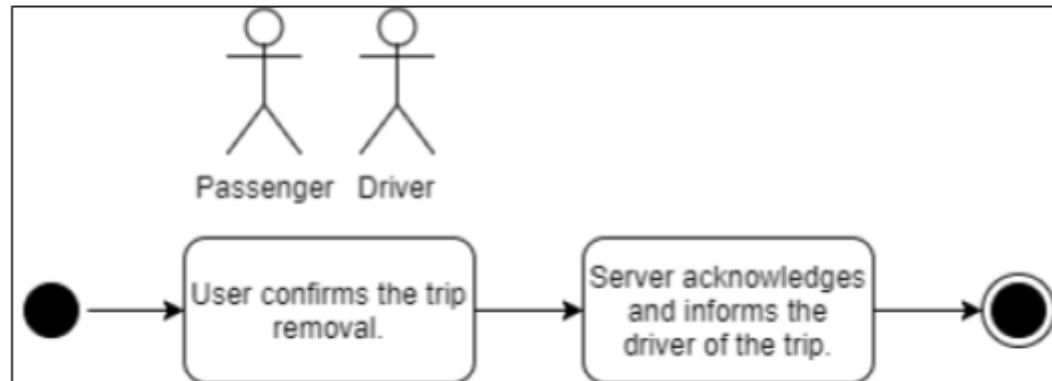 Passenger Driver
User confirms the trip
removal.
Server acknowledges
and informs the
driver of the trip.